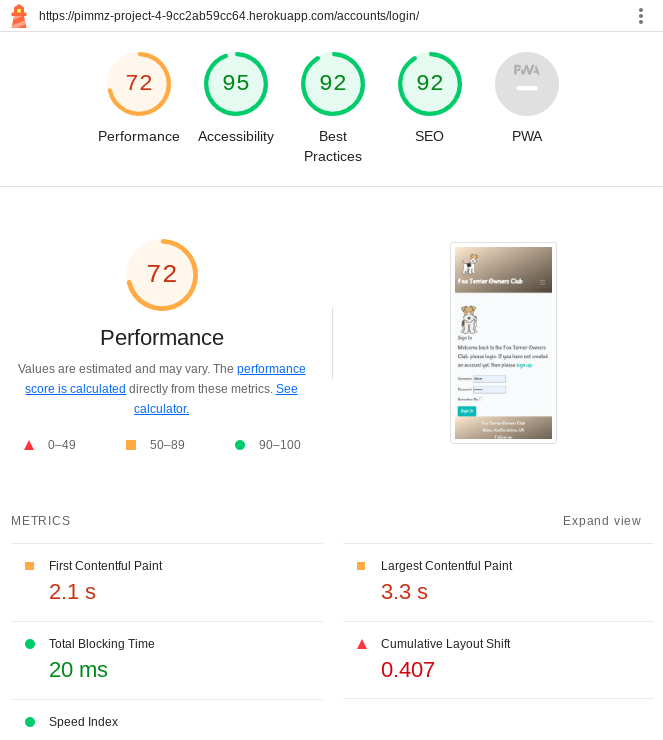 https://pimmz-project-4-9cc2ab59cc64.herokuapp.com/accounts/login/
72
95
92
92
PWA
Performance
Accessibility
Best
Practices
SEO
PWA
72
Performance
Values are estimated and may vary. The performance
score is calculated directly from these metrics. See
calculator.
0–49
50–89
90–100
Fox Terrier Owners Club
Sign In
Welcome back to the Fox Terrier Owners
Club. please login. If you have not created
an account yet, then please sign up
Username:
Password:
Remember Me:
Sign In
Fox Terrier Owners Club
Follow us
METRICS
Expand view
First Contentful Paint
2.1 s
Largest Contentful Paint
3.3 s
Total Blocking Time
20 ms
Cumulative Layout Shift
0.407
Speed Index